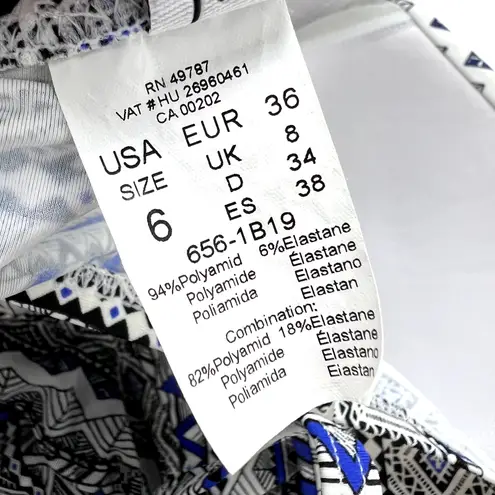 RN 49787
VAT # HU 26960461
CA 00202
USA EUR 36
SIZE UK 8
6 D 34
ES 38
656-1B19
94%Polyamid 6%Elastane
Polyamide Élastane
Poliamida Elastano
Elastan
Combination:
82%Polyamid 18%Elastane
Polyamide Élastane
Poliamida Elastano
Elastan